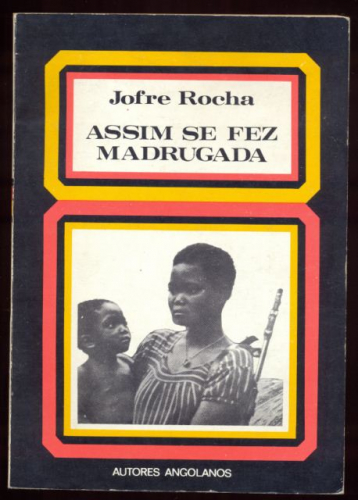 Jofre Rocha
ASSIM SE FEZ
MADRUGADA
AUTORES ANGOLANOS